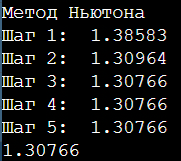 Метод Ньютона
Шаг 1:  1.38583
Шаг 2:  1.30964
Шаг 3:  1.30766
Шаг 4:  1.30766
Шаг 5:  1.30766
1.30766